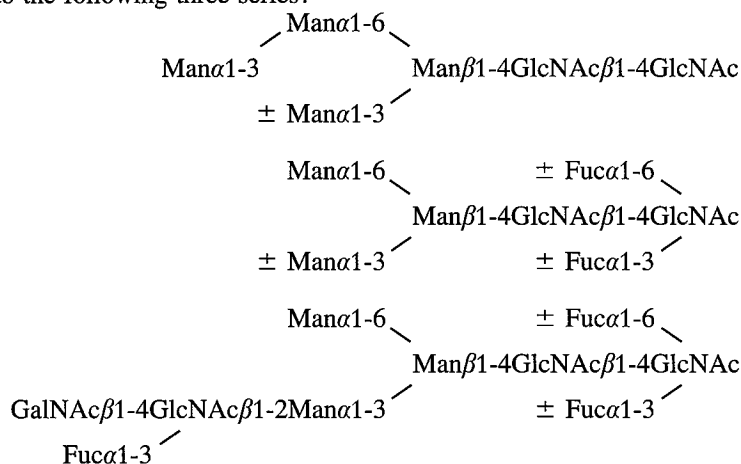 to the following three series:
Manα1-6
Manα1-3 Manβ1-4GlcNAcβ1-4GlcNAc
± Manα1-3
Manα1-6 ± Fucα1-6
Manβ1-4GlcNAcβ1-4GlcNAc
± Manα1-3 ± Fucα1-3
Manα1-6 ± Fucα1-6
Manβ1-4GlcNAcβ1-4GlcNAc
GalNAcβ1-4GlcNAcβ1-2Manα1-3 ± Fucα1-3
Fucα1-3